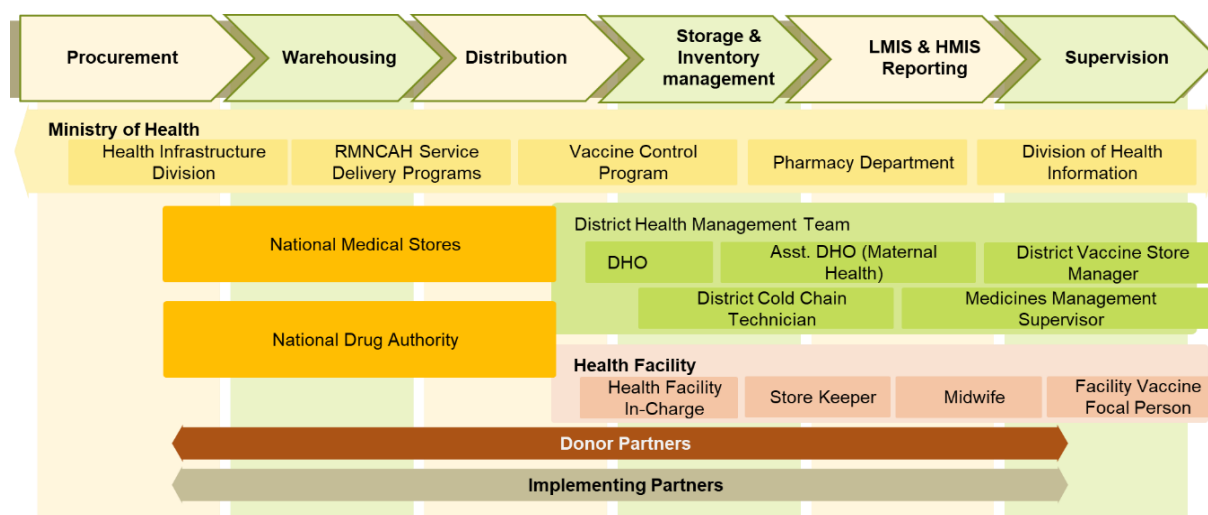 Procurement
Warehousing
Distribution
Storage &
Inventory
management
LMIS & HMIS
Reporting
Supervision
Ministry of Health
Health Infrastructure
Division
RMNCAH Service
Delivery Programs
Vaccine Control
Program
Pharmacy Department
Division of Health
Information
National Medical Stores
District Health Management Team
DHO
Asst. DHO (Maternal
Health)
District Vaccine Store
Manager
District Cold Chain
Technician
Medicines Management
Supervisor
National Drug Authority
Health Facility
Health Facility
In-Charge
Store Keeper
Midwife
Facility Vaccine
Focal Person
Donor Partners
Implementing Partners